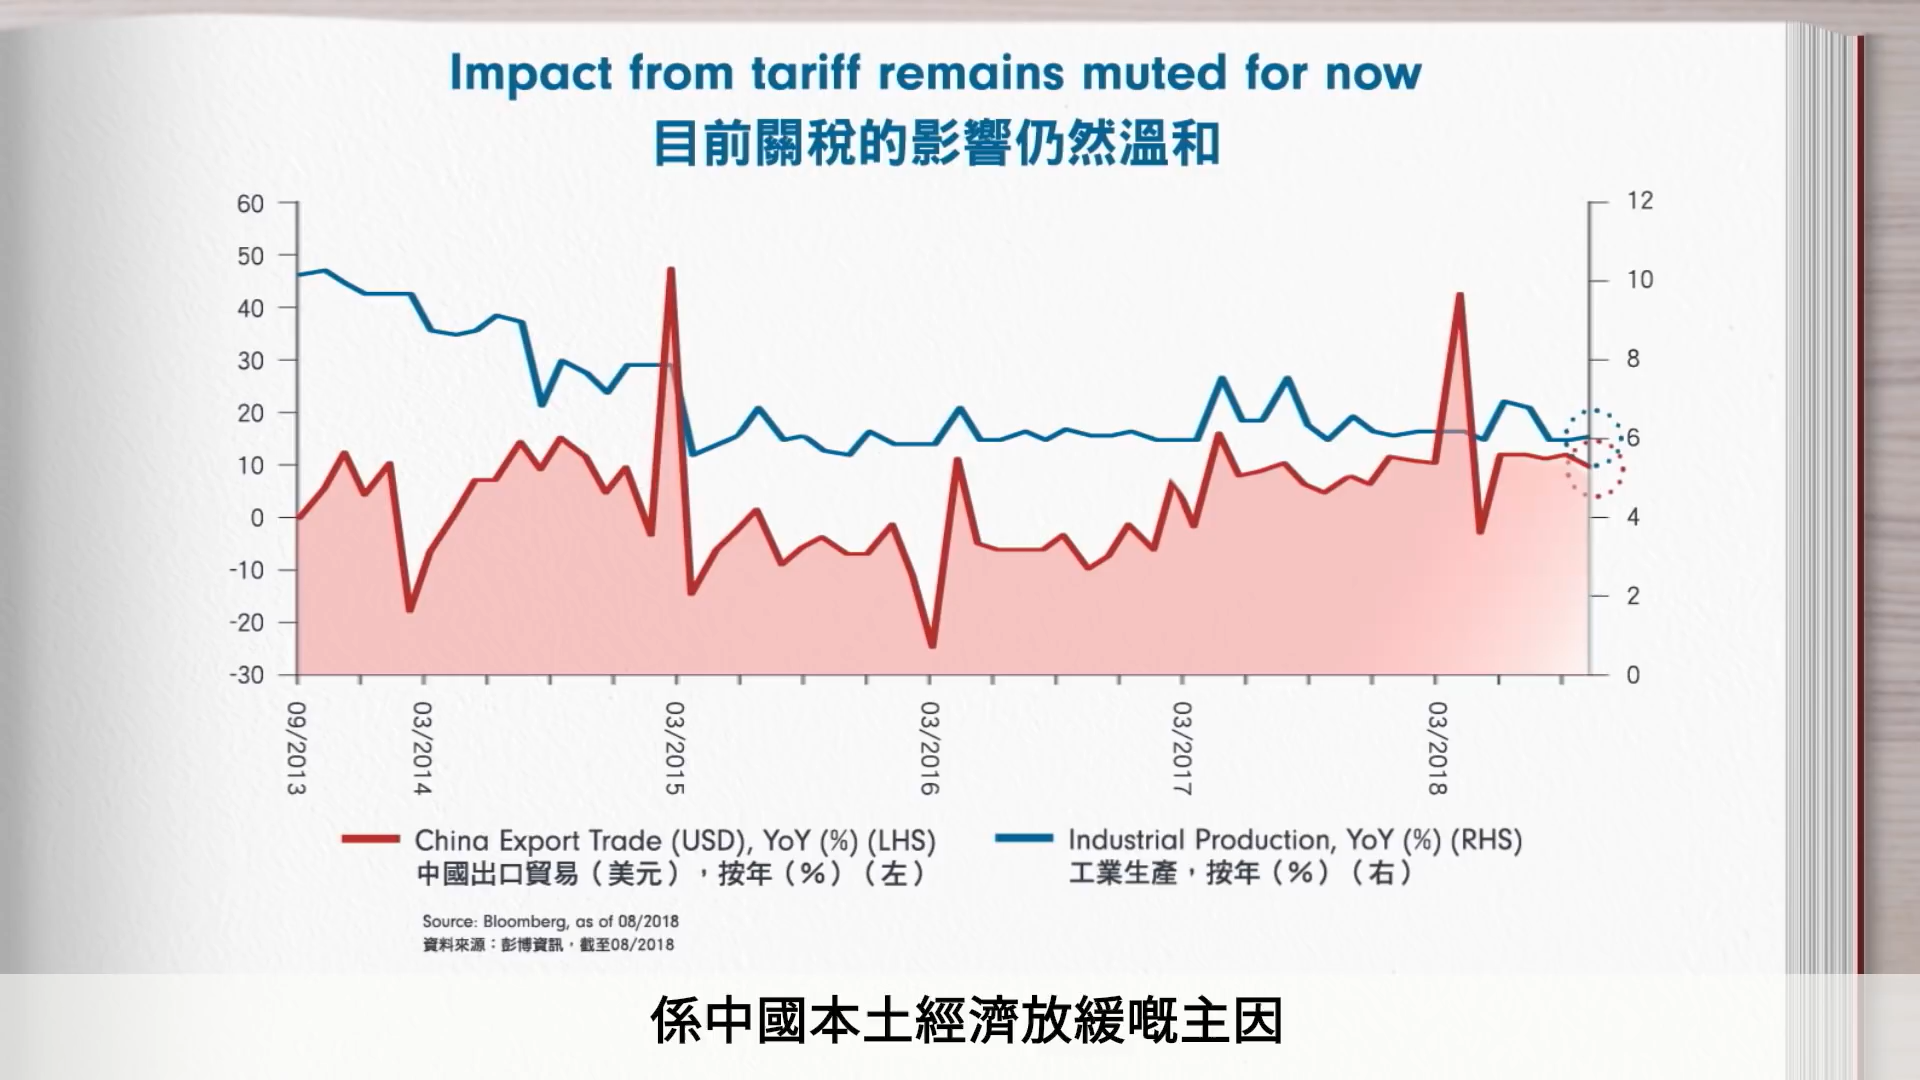 Impact from tariff remains muted for now
目前關稅的影響仍然溫和
60
50
40
30
20
10
0
-10
-20
-30
12
10
8
6
4
2
0
09/2013
03/2014
03/2015
03/2016
03/2017
03/2018
China Export Trade (USD), YoY (%) (LHS)
中國出口貿易（美元），按年（%）（左）
Industrial Production, YoY (%) (RHS)
工業生產，按年（%）（右）
Source: Bloomberg, as of 08/2018
資料來源：彭博資訊，截至08/2018
係中國本土經濟放緩嘅主因